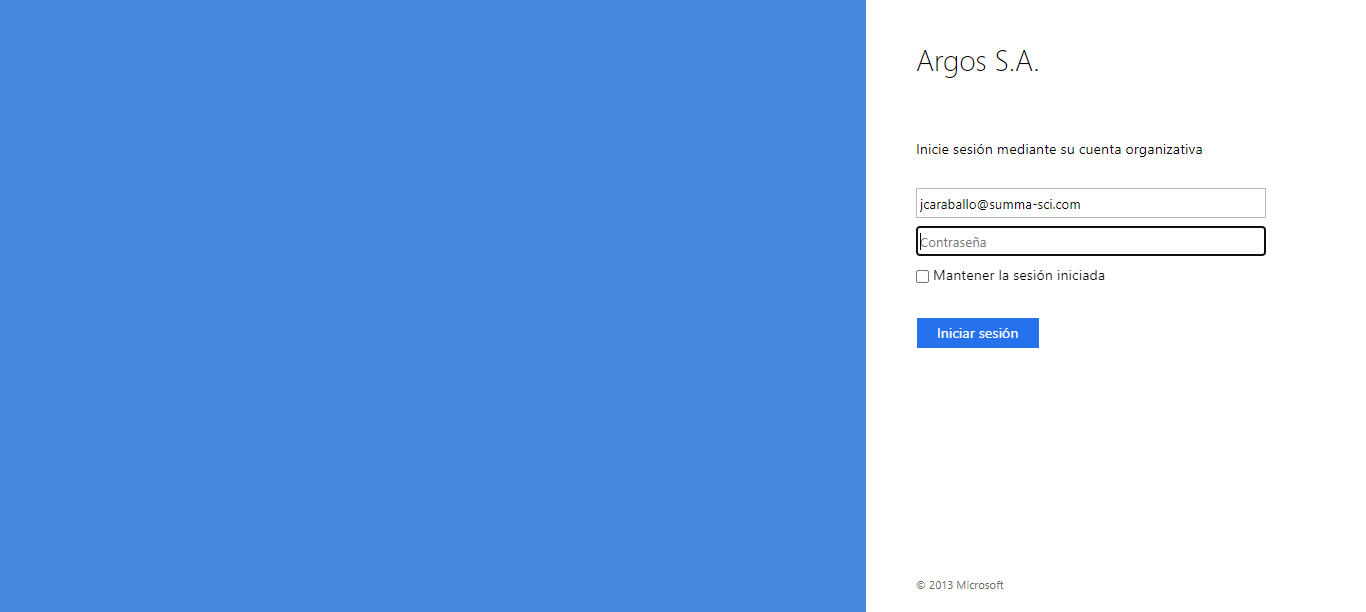 Argos S.A.
Inicie sesión mediante su cuenta organizativa
jcaraballo@summa-sci.com
Contraseña
Mantener la sesión iniciada
Iniciar sesión
© 2013 Microsoft